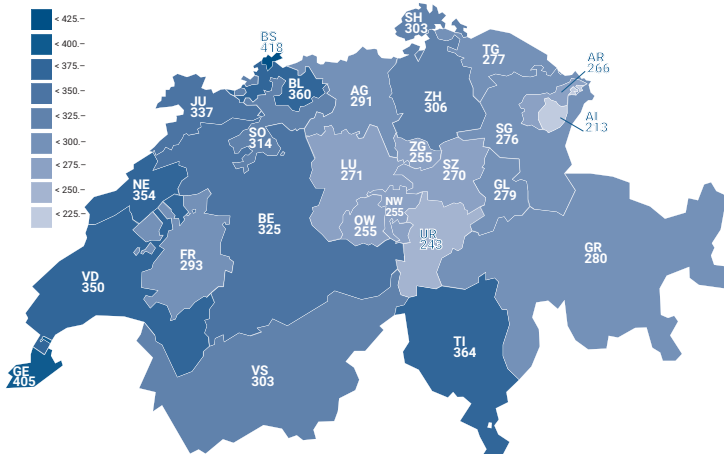 < 425.–
< 400.–
< 375.–
< 350.–
< 325.–
< 300.–
< 275.–
< 250.–
< 225.–
SH
303
BS
418
TG
277
AR
266
BL
360
AG
291
ZH
306
JU
337
AI
213
SO
314
SG
276
ZG
255
LU
271
SZ
270
NE
354
GL
279
NW
255
BE
325
OW
255
UR
243
FR
293
GR
280
VD
350
TI
364
GE
405
VS
303